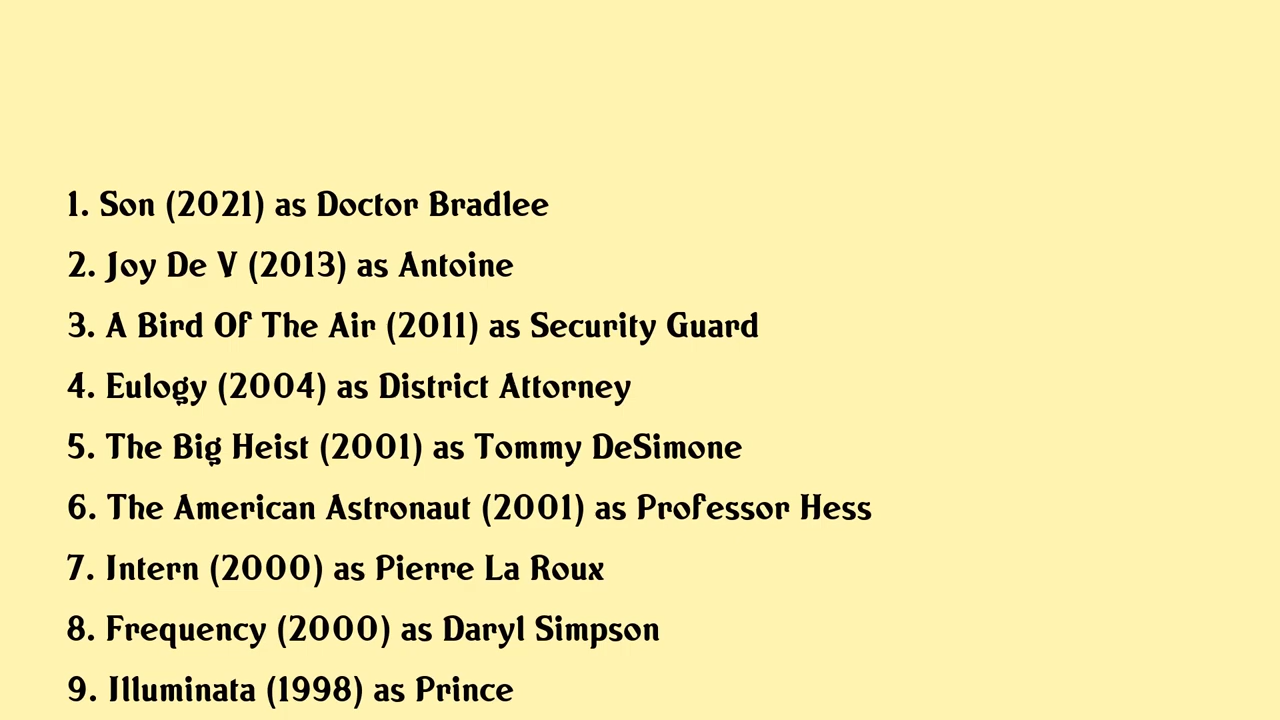 1. Son (2021) as Doctor Bradlee
2. Joy De V (2013) as Antoine
3. A Bird Of The Air (2011) as Security Guard
4. Eulogy (2004) as District Attorney
5. The Big Heist (2001) as Tommy DeSimone
6. The American Astronaut (2001) as Professor Hess
7. Intern (2000) as Pierre La Roux
8. Frequency (2000) as Daryl Simpson
9. Illuminata (1998) as Prince